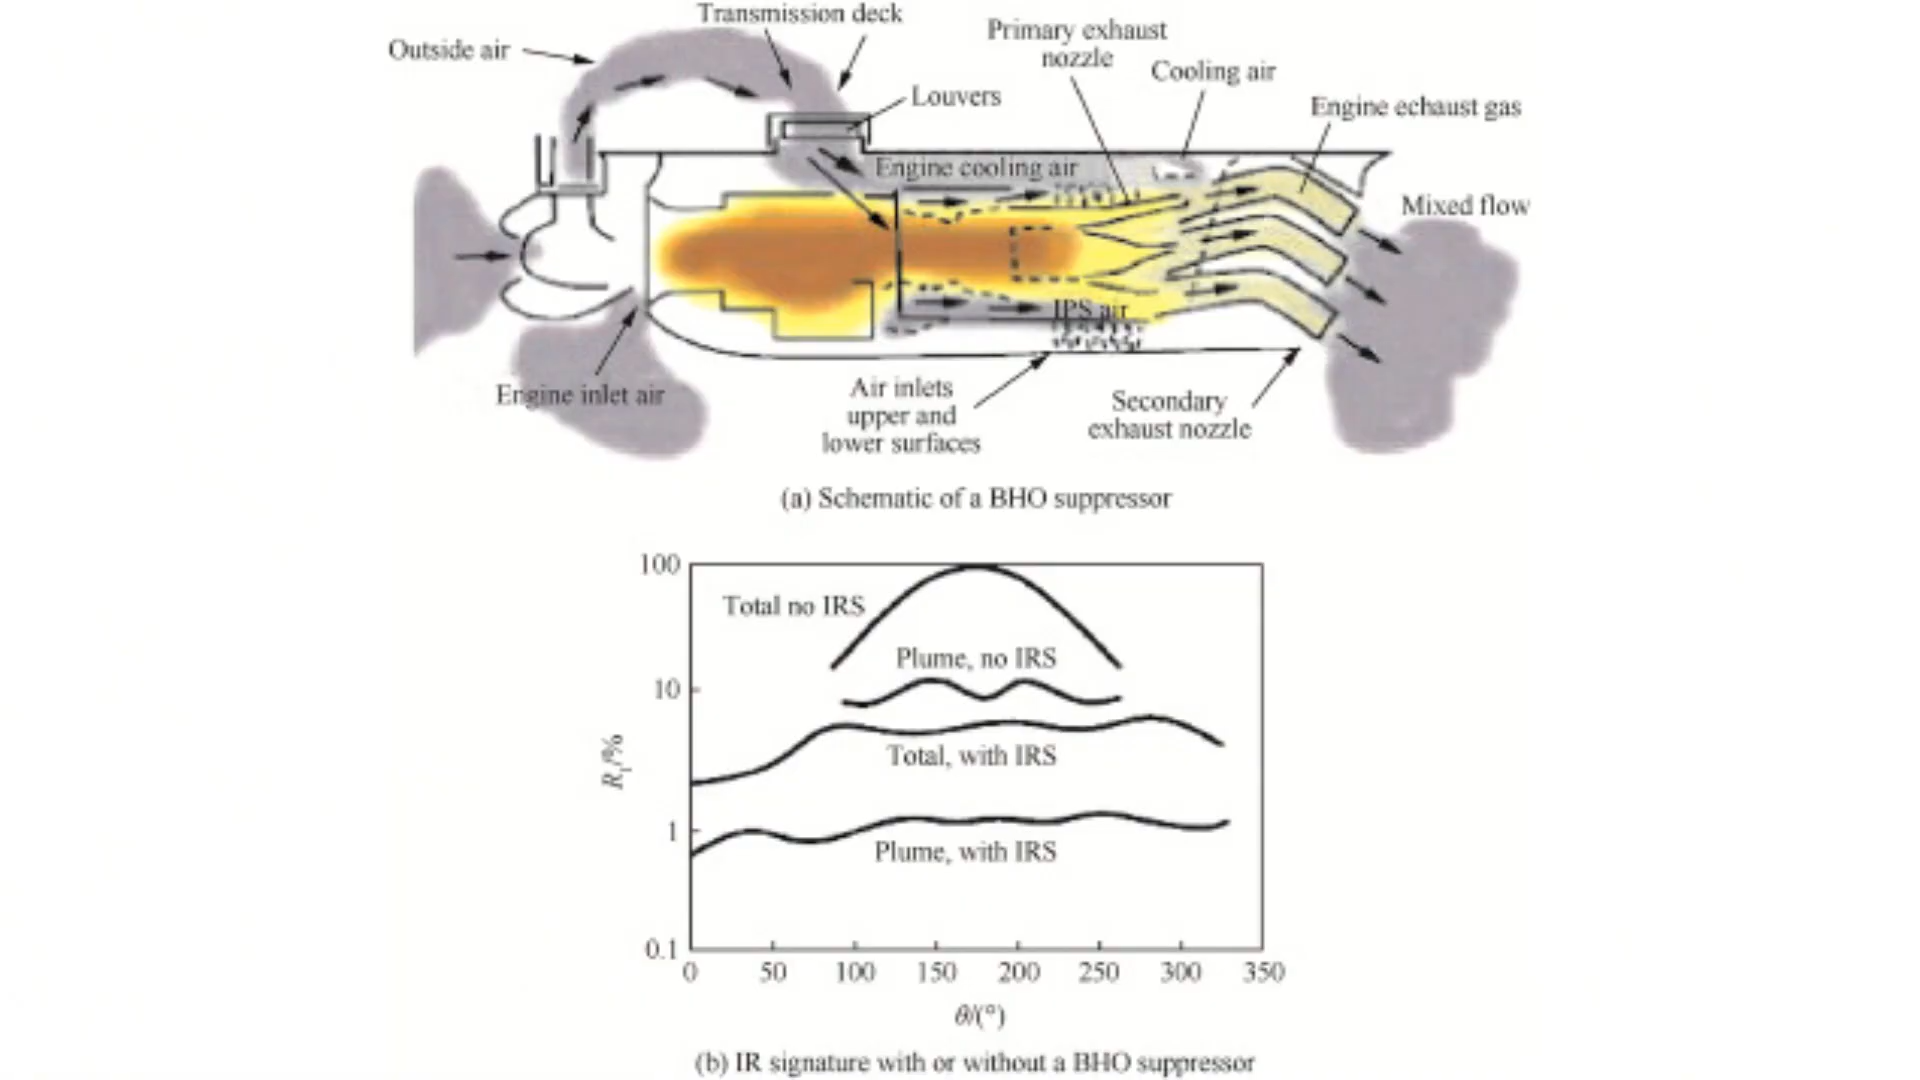 Transmission deck
Outside air
Primary exhaust
nozzle
Cooling air
Louvers
Engine echaust gas
Engine cooling air
Mixed flow
IPS air
Engine inlet air
Air inlets
upper and
lower surfaces
Secondary
exhaust nozzle
(a) Schematic of a BHO suppressor
100
Total no IRS
Plume, no IRS
10
Total, with IRS
R_I/%
1
Plume, with IRS
0.1
0 50 100 150 200 250 300 350
θ/(°)
(b) IR signature with or without a BHO suppressor